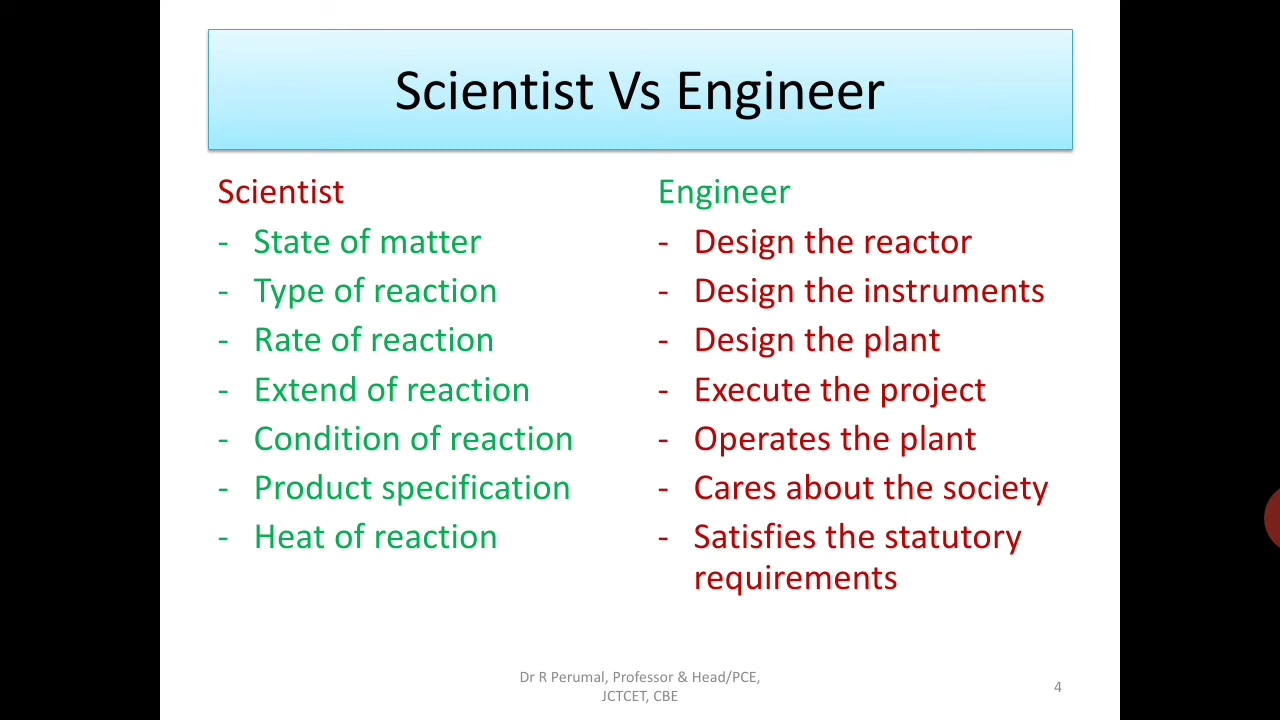 Scientist Vs Engineer
Scientist
- State of matter
- Type of reaction
- Rate of reaction
- Extend of reaction
- Condition of reaction
- Product specification
- Heat of reaction
Engineer
- Design the reactor
- Design the instruments
- Design the plant
- Execute the project
- Operates the plant
- Cares about the society
- Satisfies the statutory
requirements
Dr R Perumal, Professor & Head/PCE,
JCTCET, CBE
4